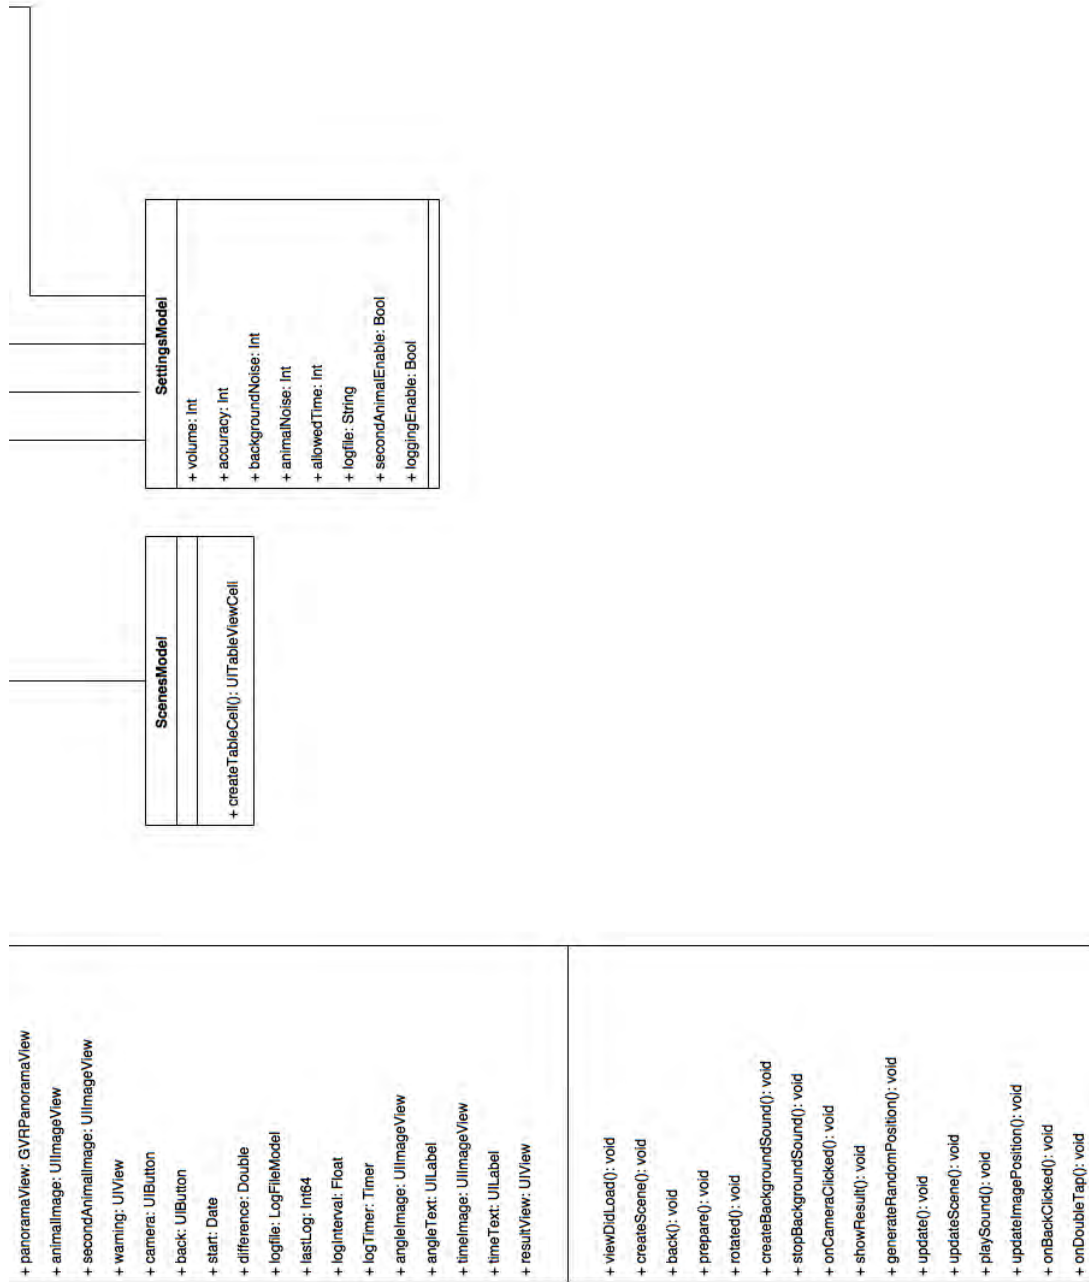 SettingsModel
+ volume: Int
+ accuracy: Int
+ backgroundNoise: Int
+ animalNoise: Int
+ allowedTime: Int
+ logfile: String
+ secondAnimalEnable: Bool
+ loggingEnable: Bool
ScenesModel
+ createTableCell(): UITableViewCell
+ panoramaView: GVRPanoramaView
+ animalImage: UIImageView
+ secondAnimalImage: UIImageView
+ warning: UIView
+ camera: UIButton
+ back: UIButton
+ start: Date
+ difference: Double
+ logfile: LogFileModel
+ lastLog: Int64
+ logInterval: Float
+ logTimer: Timer
+ angleImage: UIImageView
+ angleText: UILabel
+ timeImage: UIImageView
+ timeText: UILabel
+ resultView: UIView
+ viewDidLoad(): void
+ createScene(): void
+ back(): void
+ prepare(): void
+ rotated(): void
+ createBackgroundSound(): void
+ stopBackgroundSound(): void
+ onCameraClicked(): void
+ showResult(): void
+ generateRandomPosition(): void
+ update(): void
+ updateScene(): void
+ playSound(): void
+ updateImagePosition(): void
+ onBackClicked(): void
+ onDoubleTap(): void